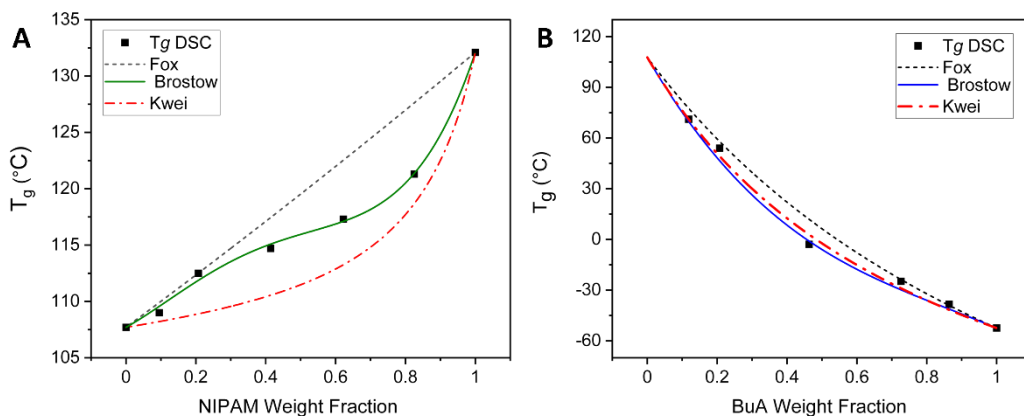 A
Tg DSC
Fox
Brostow
Kwei
Tg (°C)
135
130
125
120
115
110
105
0
0.2
0.4
0.6
0.8
1
NIPAM Weight Fraction
B
Tg DSC
Fox
Brostow
Kwei
Tg (°C)
120
90
60
30
0
-30
-60
0
0.2
0.4
0.6
0.8
1
BuA Weight Fraction